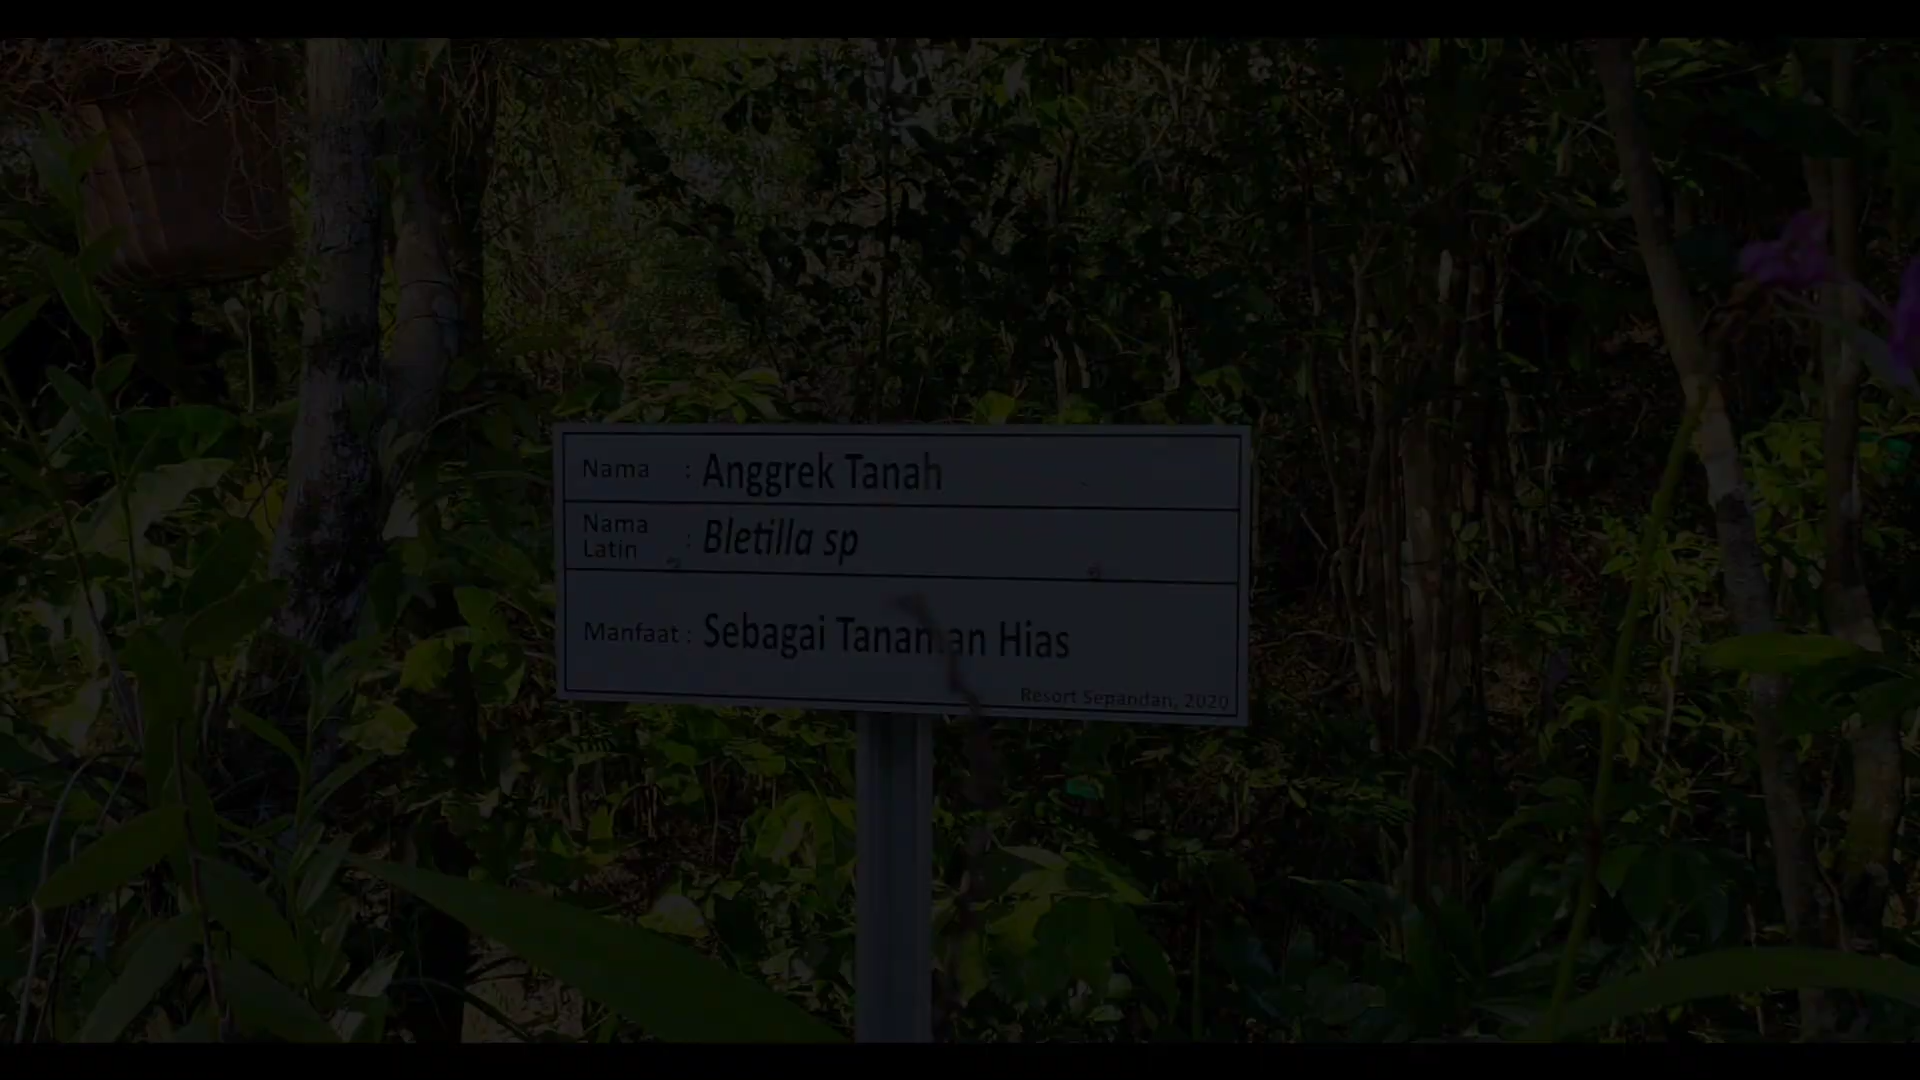 Nama : Anggrek Tanah
Nama
Latin : Bletilla sp
Manfaat : Sebagai Tanaman Hias
Resort Sepandan, 2020